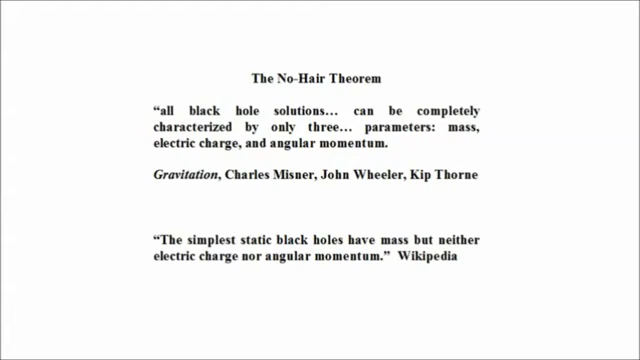 The No-Hair Theorem
“all black hole solutions… can be completely
characterized by only three… parameters: mass,
electric charge, and angular momentum.
Gravitation, Charles Misner, John Wheeler, Kip Thorne
“The simplest static black holes have mass but neither
electric charge nor angular momentum.” Wikipedia